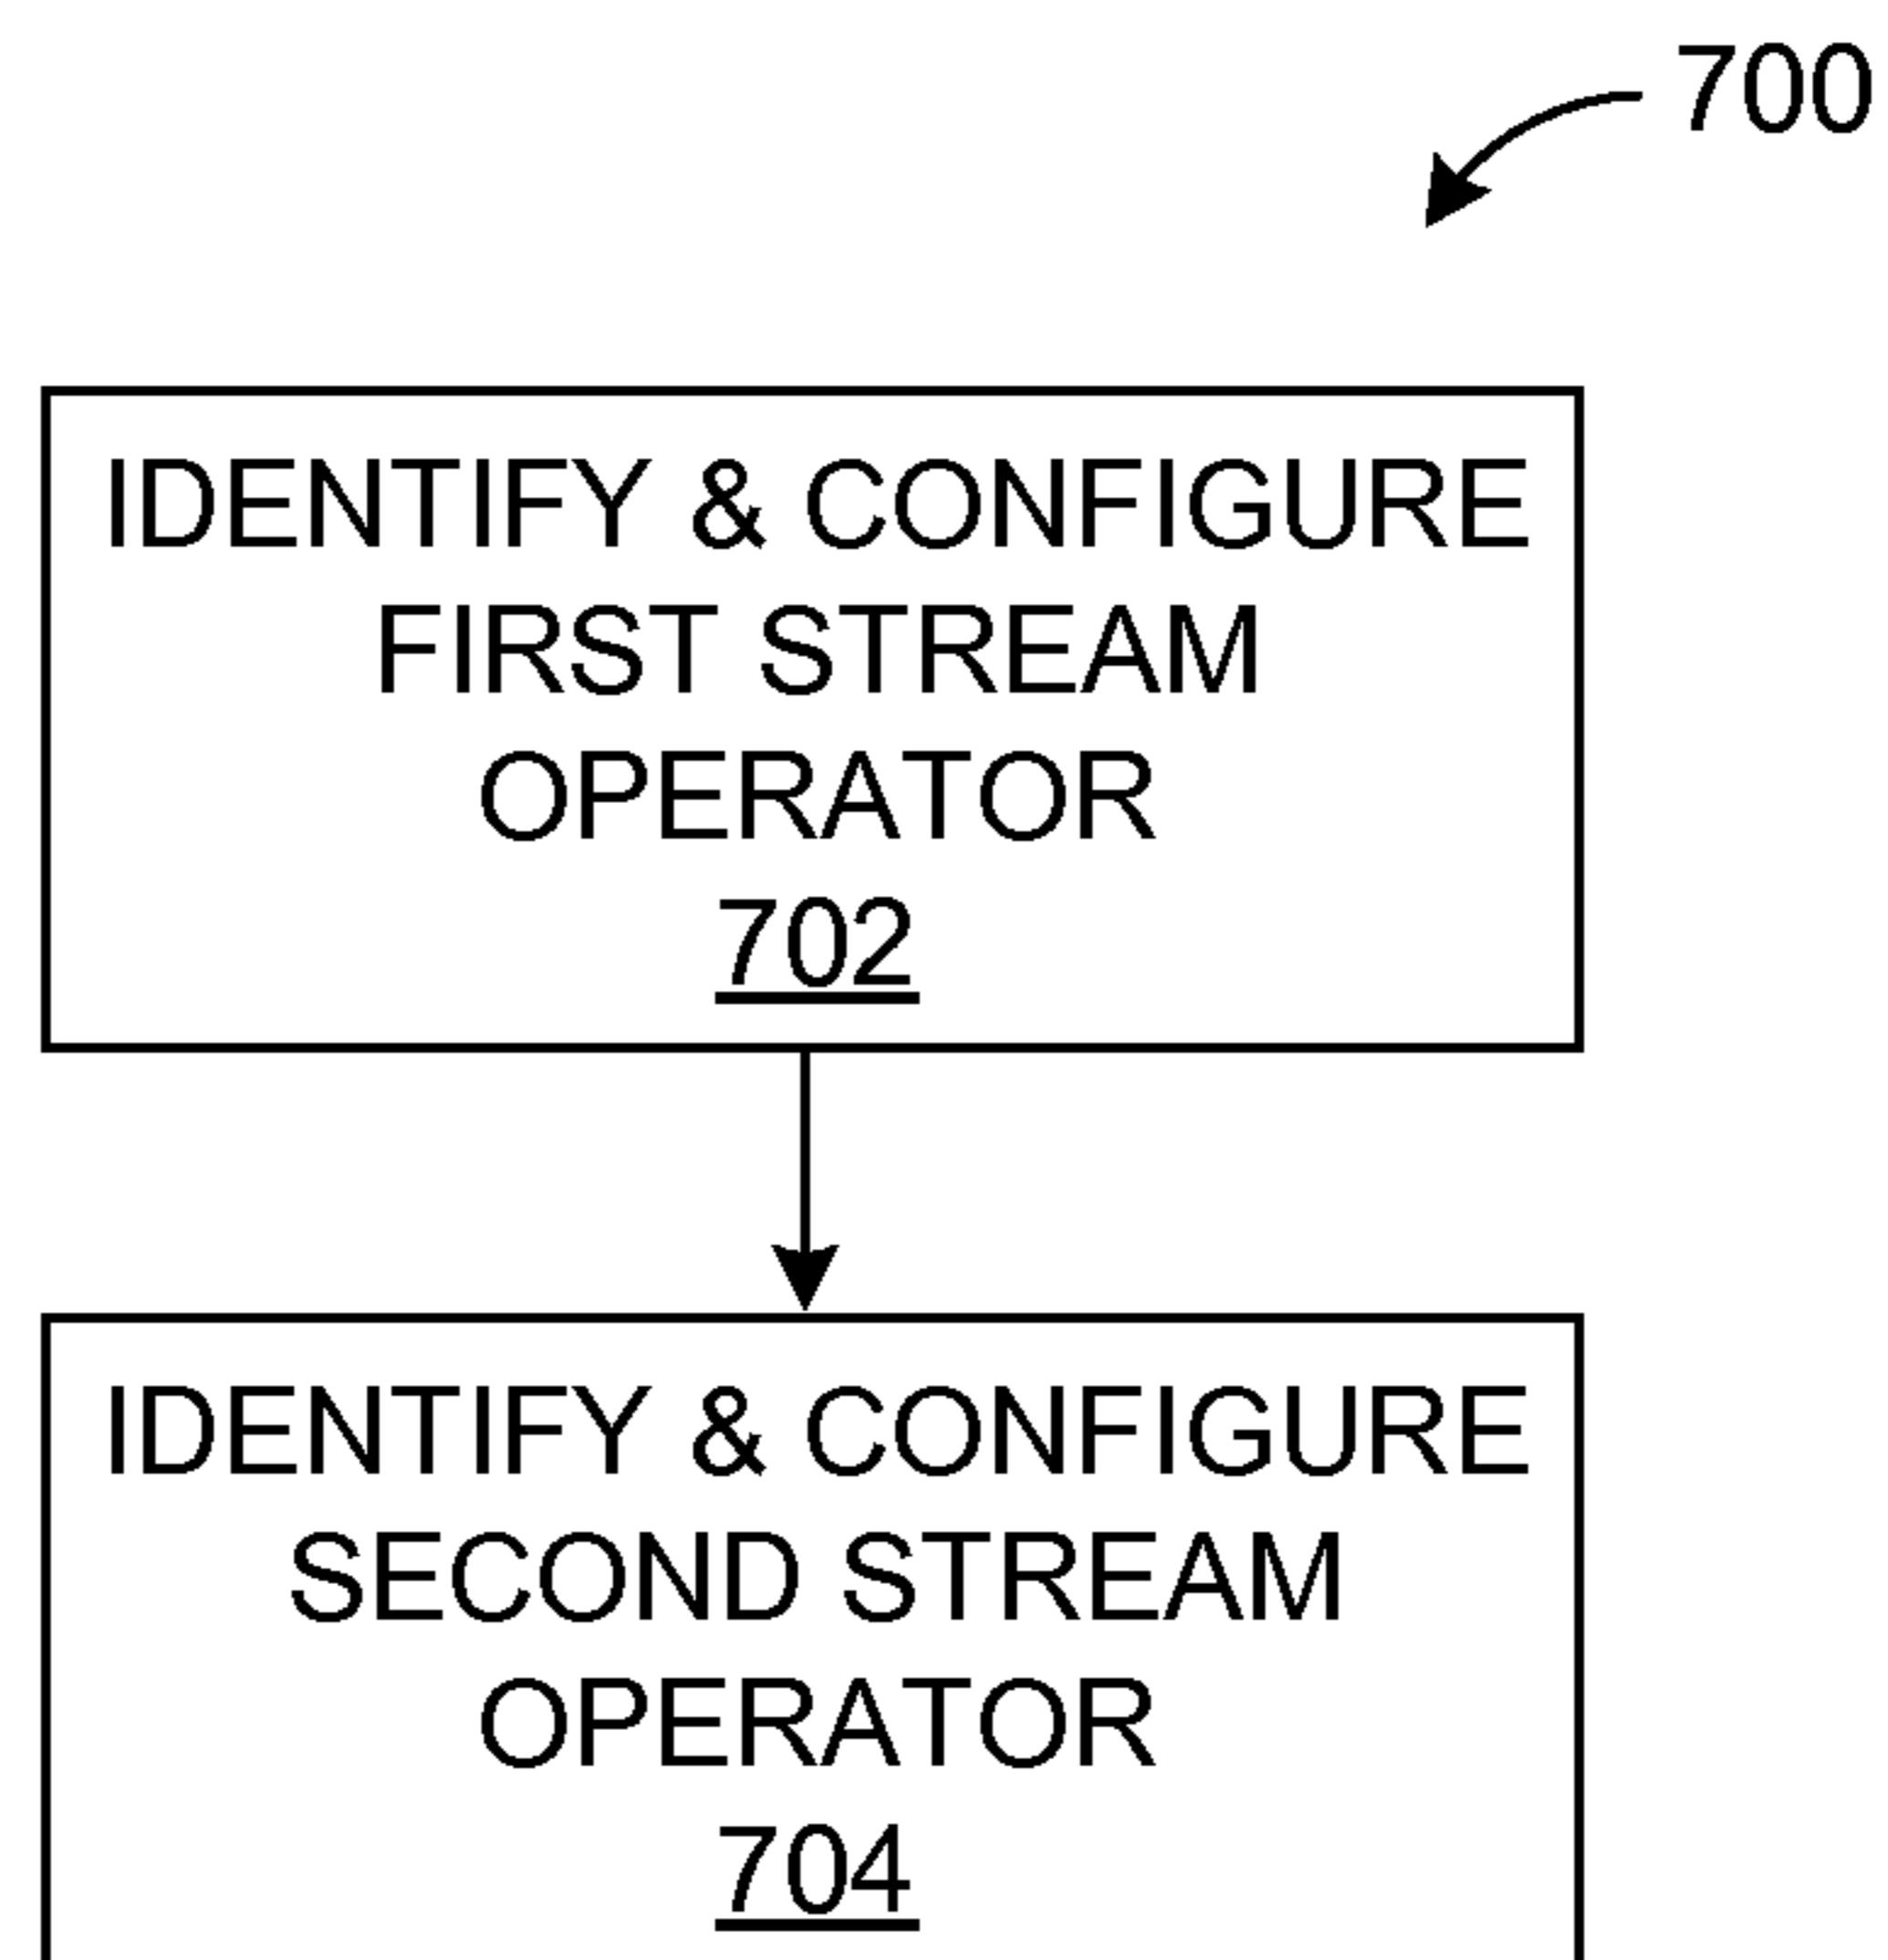 700
IDENTIFY & CONFIGURE
FIRST STREAM
OPERATOR
702
IDENTIFY & CONFIGURE
SECOND STREAM
OPERATOR
704